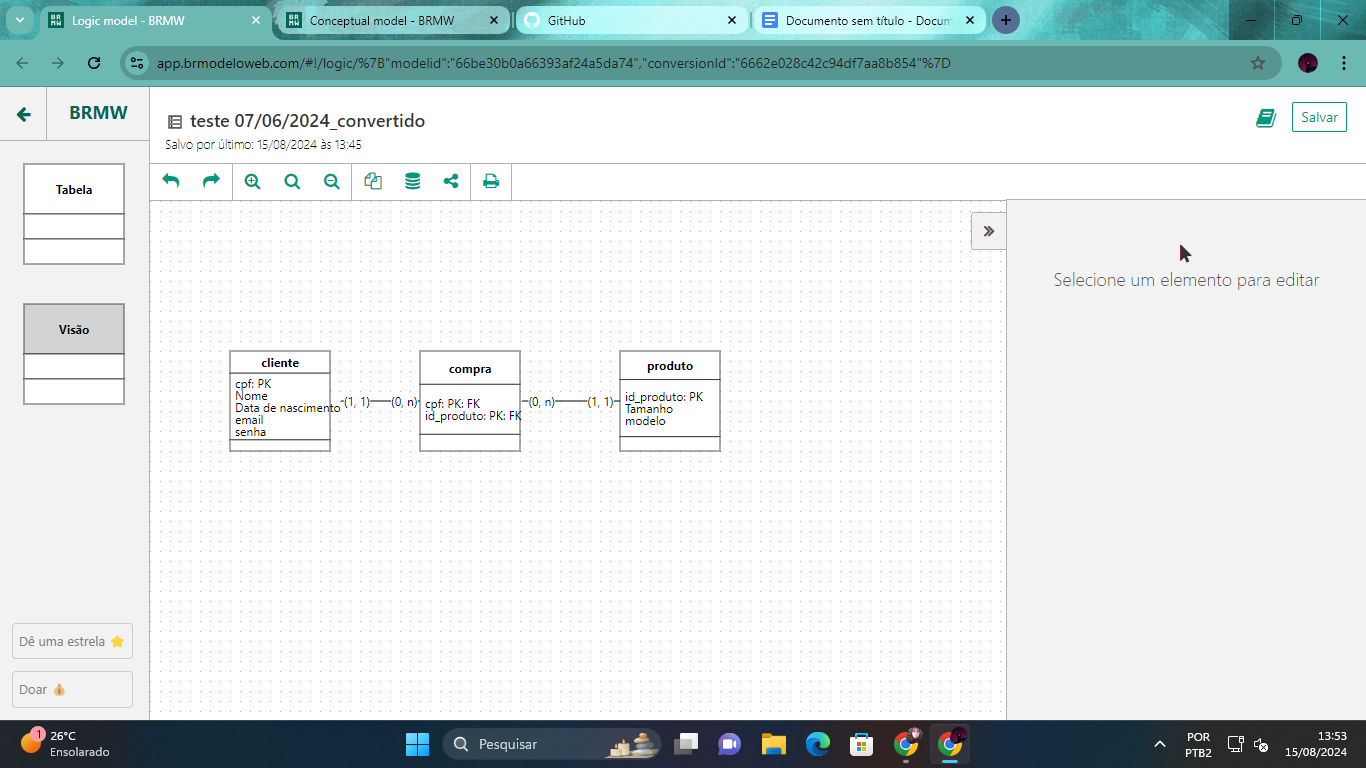 Logic model - BRMW
Conceptual model - BRMW
GitHub
Documento sem título - Docum
app.brmodeloweb.com/#!/logic/%7B"modelid":"66be30b0a66393af24a5da74","conversionId":"6662e028c42c94df7aa8b854"%7D
BRMW
teste 07/06/2024_convertido
Salvo por último: 15/08/2024 às 13:45
Salvar
Tabela
Visão
Selecione um elemento para editar
cliente
cpf: PK
Nome
Data de nascimento
email
senha
(1, 1)
(0, n)
compra
cpf: PK: FK
id_produto: PK: FK
(0, n)
(1, 1)
produto
id_produto: PK
Tamanho
modelo
Dê uma estrela
Doar
1
26°C
Ensolarado
Pesquisar
POR
PTB2
13:53
15/08/2024